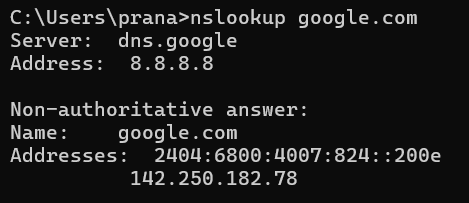 C:\Users\prana>nslookup google.com
Server:  dns.google
Address:  8.8.8.8

Non-authoritative answer:
Name:    google.com
Addresses:  2404:6800:4007:824::200e
          142.250.182.78